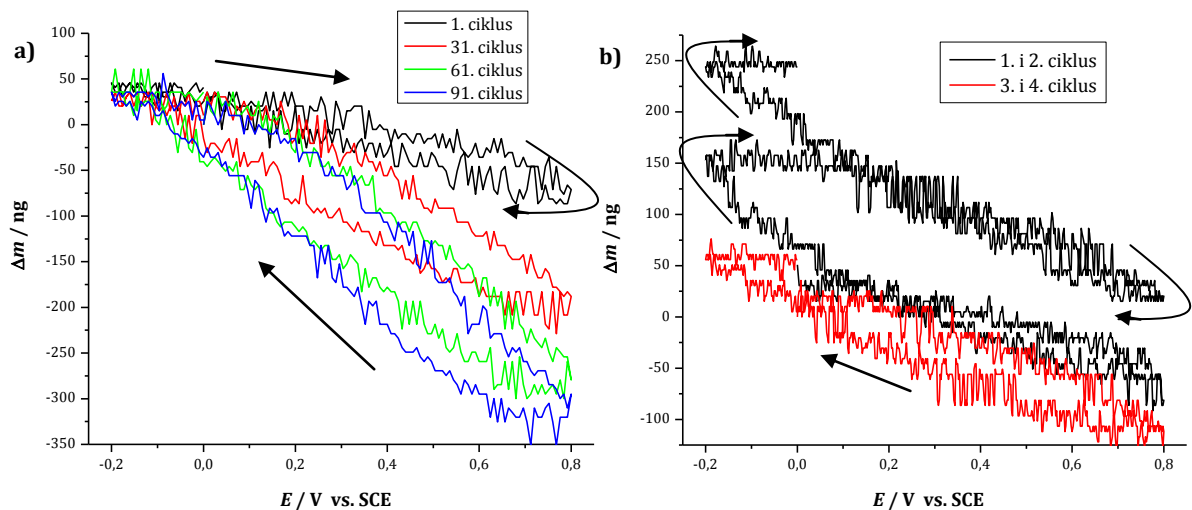 a)
Δm / ng
100
50
0
-50
-100
-150
-200
-250
-300
-350
-0,2
0,0
0,2
0,4
0,6
0,8
E / V vs. SCE
1. ciklus
31. ciklus
61. ciklus
91. ciklus
b)
Δm / ng
250
200
150
100
50
0
-50
-100
-0,2
0,0
0,2
0,4
0,6
0,8
E / V vs. SCE
1. i 2. ciklus
3. i 4. ciklus